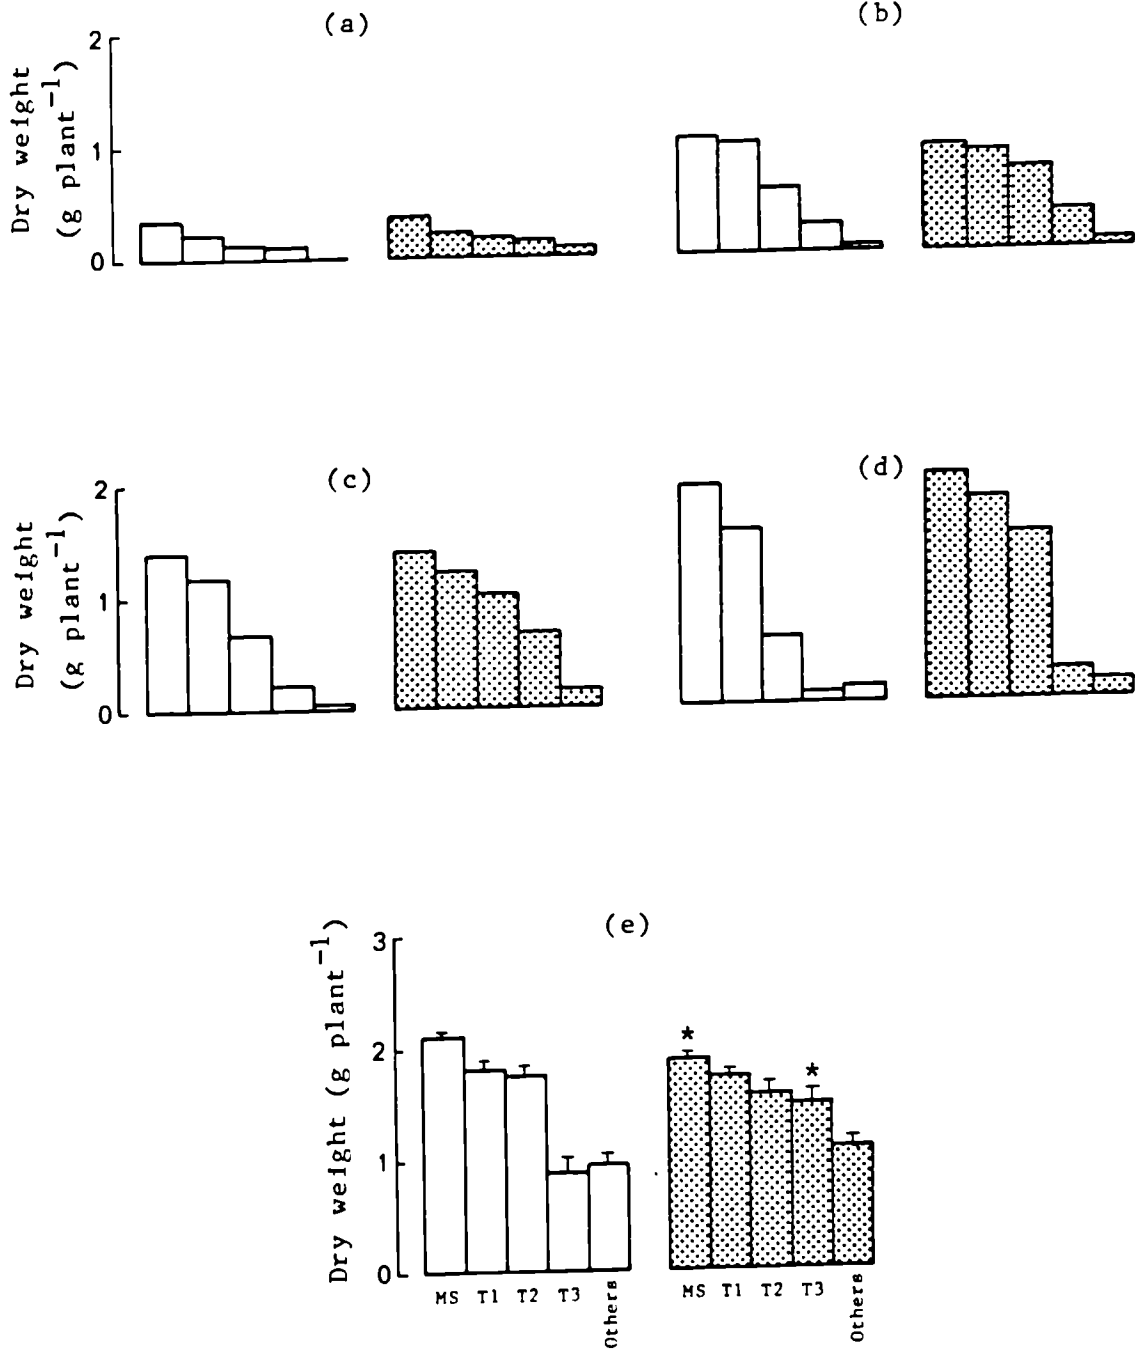 (a)
(b)
Dry weight
(g plant⁻¹)
2
1
0
(c)
(d)
Dry weight
(g plant⁻¹)
2
1
0
(e)
Dry weight (g plant⁻¹)
3
2
1
0
* *
MS T1 T2 T3 Others
MS T1 T2 T3 Others